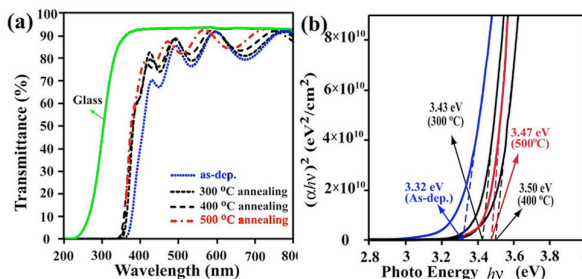 (a)
100
90
80
70
60
50
40
30
20
10
0
Transmittance (%)
Glass
as-dep.
300 °C annealing
400 °C annealing
500 °C annealing
200 300 400 500 600 700 800
Wavelength (nm)
(b)
8×10¹⁰
6×10¹⁰
4×10¹⁰
2×10¹⁰
0
(αhν)² (eV²/cm²)
3.43 eV
(300 °C)
3.47 eV
(500°C)
3.32 eV
(As-dep.)
3.50 eV
(400 °C)
2.8 3.0 3.2 3.4 3.6 3.8 4.0
Photo Energy hν (eV)